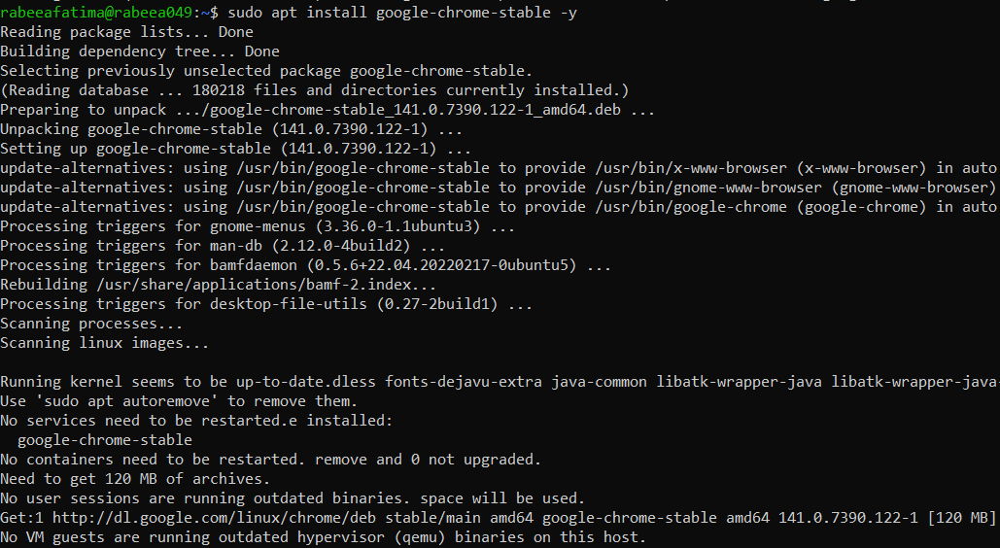 rabeeafatima@rabeea049:~$ sudo apt install google-chrome-stable -y
Reading package lists... Done
Building dependency tree... Done
Selecting previously unselected package google-chrome-stable.
(Reading database ... 180218 files and directories currently installed.)
Preparing to unpack .../google-chrome-stable_141.0.7390.122-1_amd64.deb ...
Unpacking google-chrome-stable (141.0.7390.122-1) ...
Setting up google-chrome-stable (141.0.7390.122-1) ...
update-alternatives: using /usr/bin/google-chrome-stable to provide /usr/bin/x-www-browser (x-www-browser) in auto
update-alternatives: using /usr/bin/google-chrome-stable to provide /usr/bin/gnome-www-browser (gnome-www-browser)
update-alternatives: using /usr/bin/google-chrome-stable to provide /usr/bin/google-chrome (google-chrome) in auto
Processing triggers for gnome-menus (3.36.0-1.1ubuntu3) ...
Processing triggers for man-db (2.12.0-4build2) ...
Processing triggers for bamfdaemon (0.5.6+22.04.20220217-0ubuntu5) ...
Rebuilding /usr/share/applications/bamf-2.index...
Processing triggers for desktop-file-utils (0.27-2build1) ...
Scanning processes...
Scanning linux images...
Running kernel seems to be up-to-date.dless fonts-dejavu-extra java-common libatk-wrapper-java libatk-wrapper-java-
Use 'sudo apt autoremove' to remove them.
No services need to be restarted.e installed:
google-chrome-stable
No containers need to be restarted. remove and 0 not upgraded.
Need to get 120 MB of archives.
No user sessions are running outdated binaries. space will be used.
Get:1 http://dl.google.com/linux/chrome/deb stable/main amd64 google-chrome-stable amd64 141.0.7390.122-1 [120 MB]
No VM guests are running outdated hypervisor (qemu) binaries on this host.